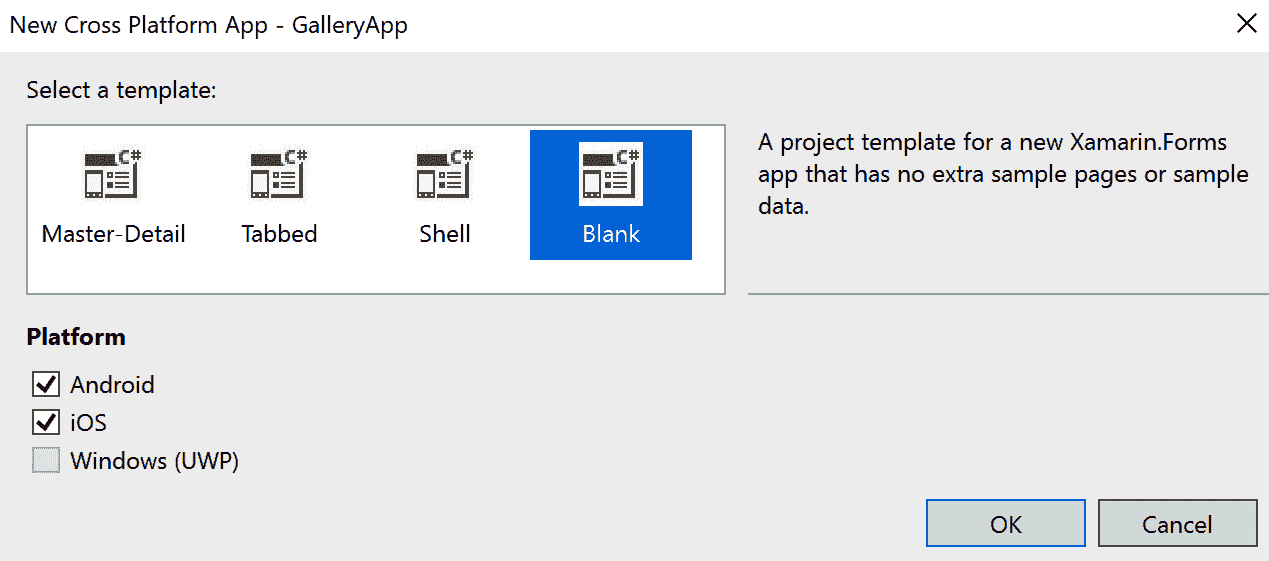 New Cross Platform App - GalleryApp
Select a template:
C#
C#
C#
C#
Master-Detail
Tabbed
Shell
Blank
A project template for a new Xamarin.Forms
app that has no extra sample pages or sample
data.
Platform
Android
iOS
Windows (UWP)
OK
Cancel